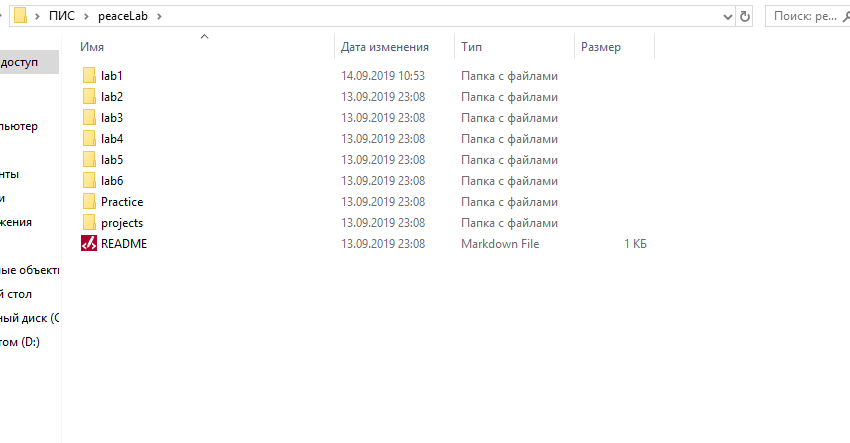 ПИС > peaceLab >
Поиск: pe...
Имя Дата изменения Тип Размер
доступ
lab1 14.09.2019 10:53 Папка с файлами
lab2 13.09.2019 23:08 Папка с файлами
lab3 13.09.2019 23:08 Папка с файлами
пьютер
lab4 13.09.2019 23:08 Папка с файлами
lab5 13.09.2019 23:08 Папка с файлами
нты
lab6 13.09.2019 23:08 Папка с файлами
и
Practice 13.09.2019 23:08 Папка с файлами
жения
projects 13.09.2019 23:08 Папка с файлами
README 13.09.2019 23:08 Markdown File 1 КБ
ные объекты
й стол
ный диск (C
том (D:)